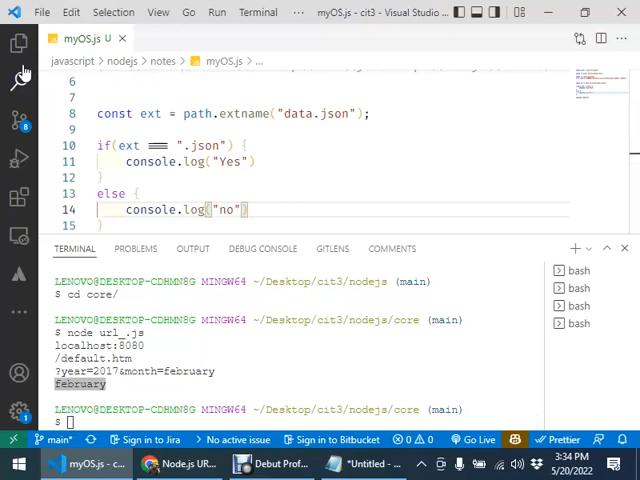 File Edit Selection View Go Run Terminal ··· myOS.js - cit3 - Visual Studio ...
myOS.js U
javascript > nodejs > notes > myOS.js > ...
6
7
8 const ext = path.extname("data.json");
9
10 if(ext === ".json") {
11 console.log("Yes")
12 }
13 else {
14 console.log("no")
15 }
TERMINAL PROBLEMS OUTPUT DEBUG CONSOLE GITLENS COMMENTS
LENOVO@DESKTOP-CDHMN8G MINGW64 ~/Desktop/cit3/nodejs (main)
$ cd core/
LENOVO@DESKTOP-CDHMN8G MINGW64 ~/Desktop/cit3/nodejs/core (main)
$ node url_.js
localhost:8080
/default.htm
?year=2017&month=february
february
LENOVO@DESKTOP-CDHMN8G MINGW64 ~/Desktop/cit3/nodejs/core (main)
$
bash
bash
bash
bash
8
1
main* Sign in to Jira No active issue Sign in to Bitbucket 0 0 Go Live Prettier
myOS.js - c... Node.js UR... Debut Prof... *Untitled - ...
3:34 PM
5/20/2022